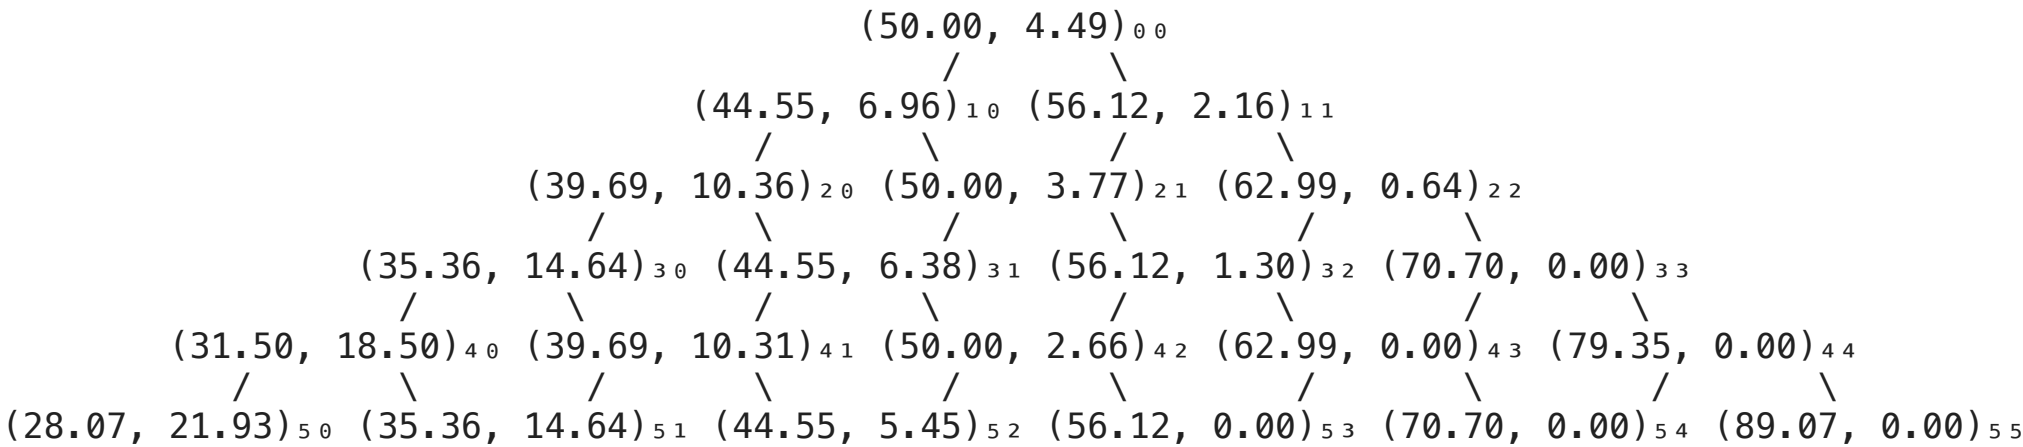 (50.00, 4.49)₀₀
/ \
(44.55, 6.96)₁₀ (56.12, 2.16)₁₁
/ \ / \
(39.69, 10.36)₂₀ (50.00, 3.77)₂₁ (62.99, 0.64)₂₂
/ \ / \ / \
(35.36, 14.64)₃₀ (44.55, 6.38)₃₁ (56.12, 1.30)₃₂ (70.70, 0.00)₃₃
/ \ / \ / \ / \
(31.50, 18.50)₄₀ (39.69, 10.31)₄₁ (50.00, 2.66)₄₂ (62.99, 0.00)₄₃ (79.35, 0.00)₄₄
/ \ / \ / \ / \ / \
(28.07, 21.93)₅₀ (35.36, 14.64)₅₁ (44.55, 5.45)₅₂ (56.12, 0.00)₅₃ (70.70, 0.00)₅₄ (89.07, 0.00)₅₅